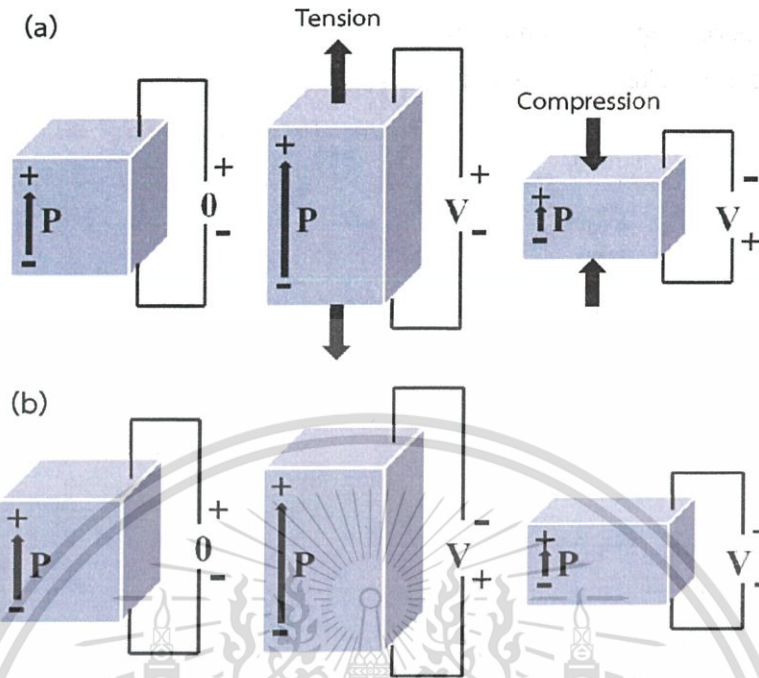 (a)
Tension
Compression
+ P - + 0 -
+ P - + V -
+ P - - V +
(b)
+ P - + 0 -
+ P - - V +
+ P - V -